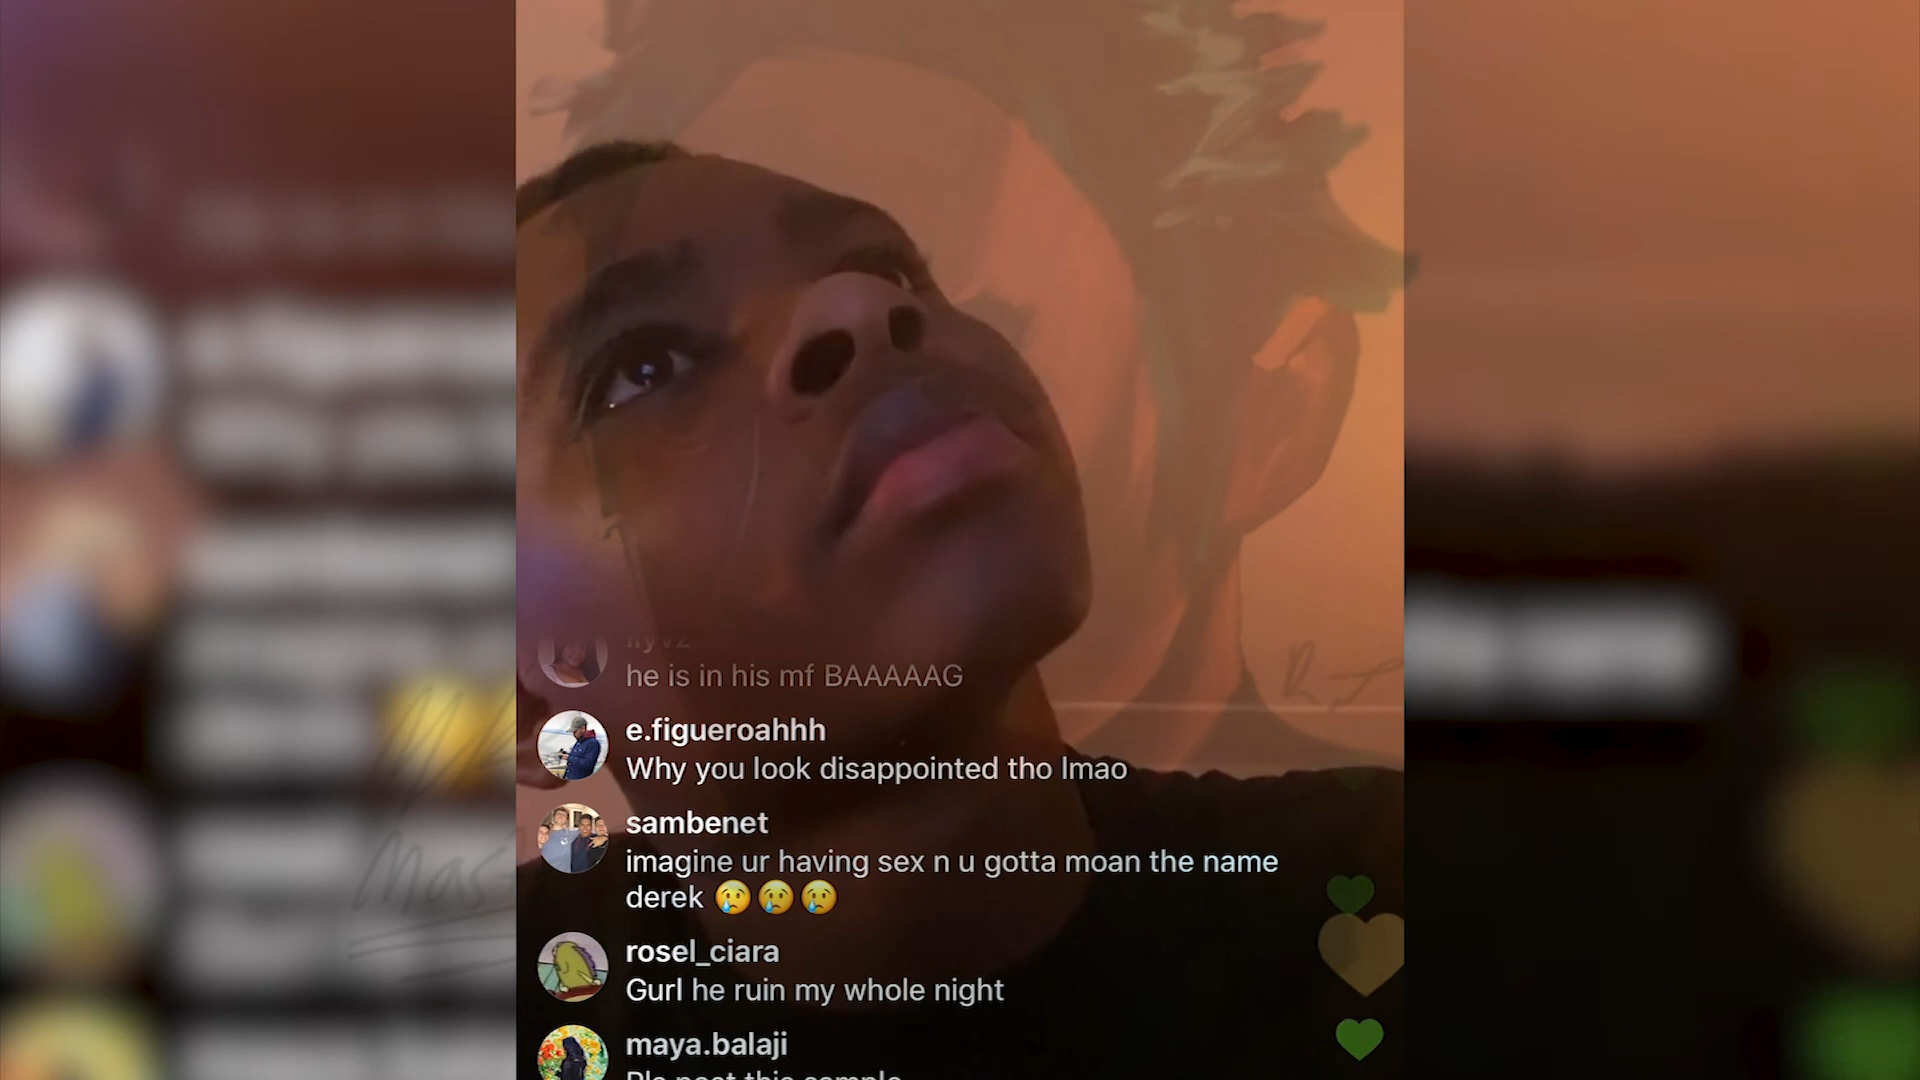 he is in his mf BAAAAAG
e.figueroahhh
Why you look disappointed tho lmao
sambenet
imagine ur having sex n u gotta moan the name
derek 😢😢😢
rosel_ciara
Gurl he ruin my whole night
maya.balaji